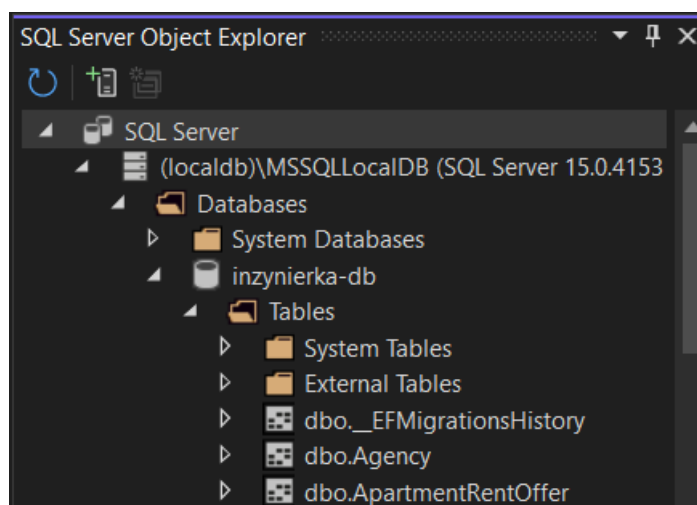 SQL Server Object Explorer
SQL Server
(localdb)\MSSQLLocalDB (SQL Server 15.0.4153
Databases
System Databases
inzynierka-db
Tables
System Tables
External Tables
dbo.__EFMigrationsHistory
dbo.Agency
dbo.ApartmentRentOffer